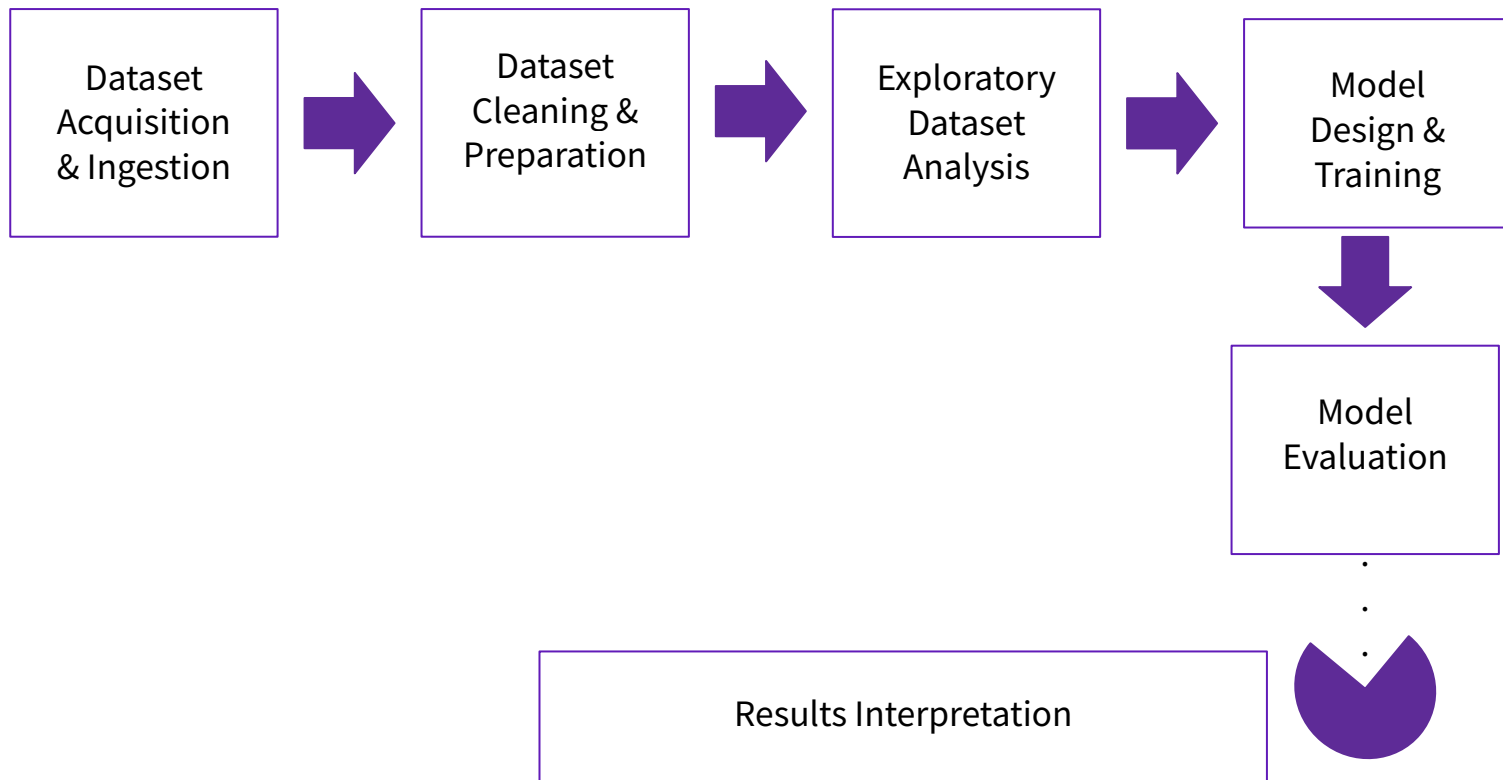 Dataset
Acquisition
& Ingestion
Dataset
Cleaning &
Preparation
Exploratory
Dataset
Analysis
Model
Design &
Training
Model
Evaluation
Results Interpretation